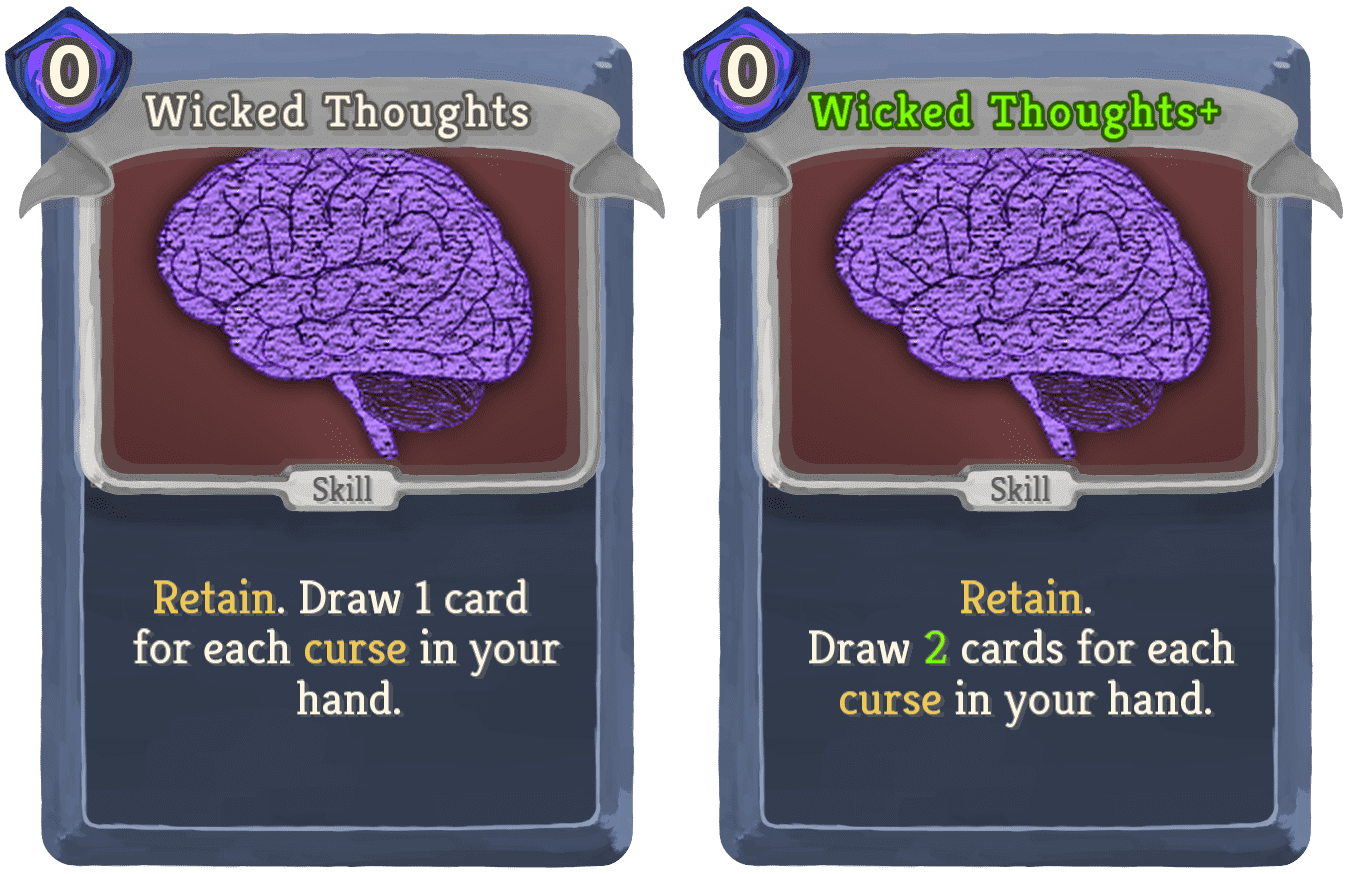 0
Wicked Thoughts
Skill
Retain. Draw 1 card
for each curse in your
hand.
0
Wicked Thoughts+
Skill
Retain.
Draw 2 cards for each
curse in your hand.